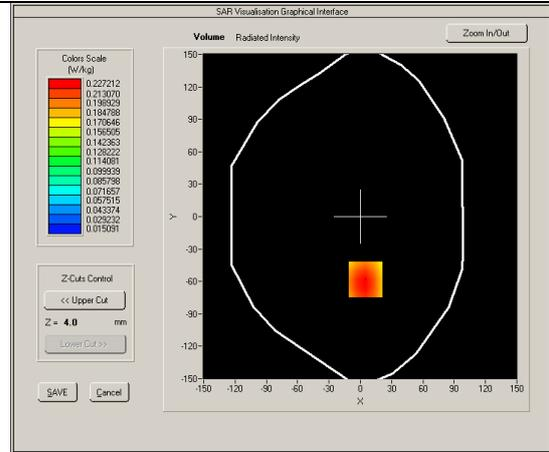 SAR Visualisation Graphical Interface
Volume Radiated Intensity
Zoom In/Out
Colors Scale
(W/kg)
0.227212
0.213070
0.198929
0.184788
0.170646
0.156505
0.142363
0.128222
0.114081
0.099939
0.085798
0.071657
0.057515
0.043374
0.029232
0.015091
Z-Cuts Control
<< Upper Cut
Z = 4.0 mm
Lower Cut >>
SAVE Cancel
Y
150
120
90
60
30
0
-30
-60
-90
-120
-150
-150 -120 -90 -60 -30 0 30 60 90 120 150
X